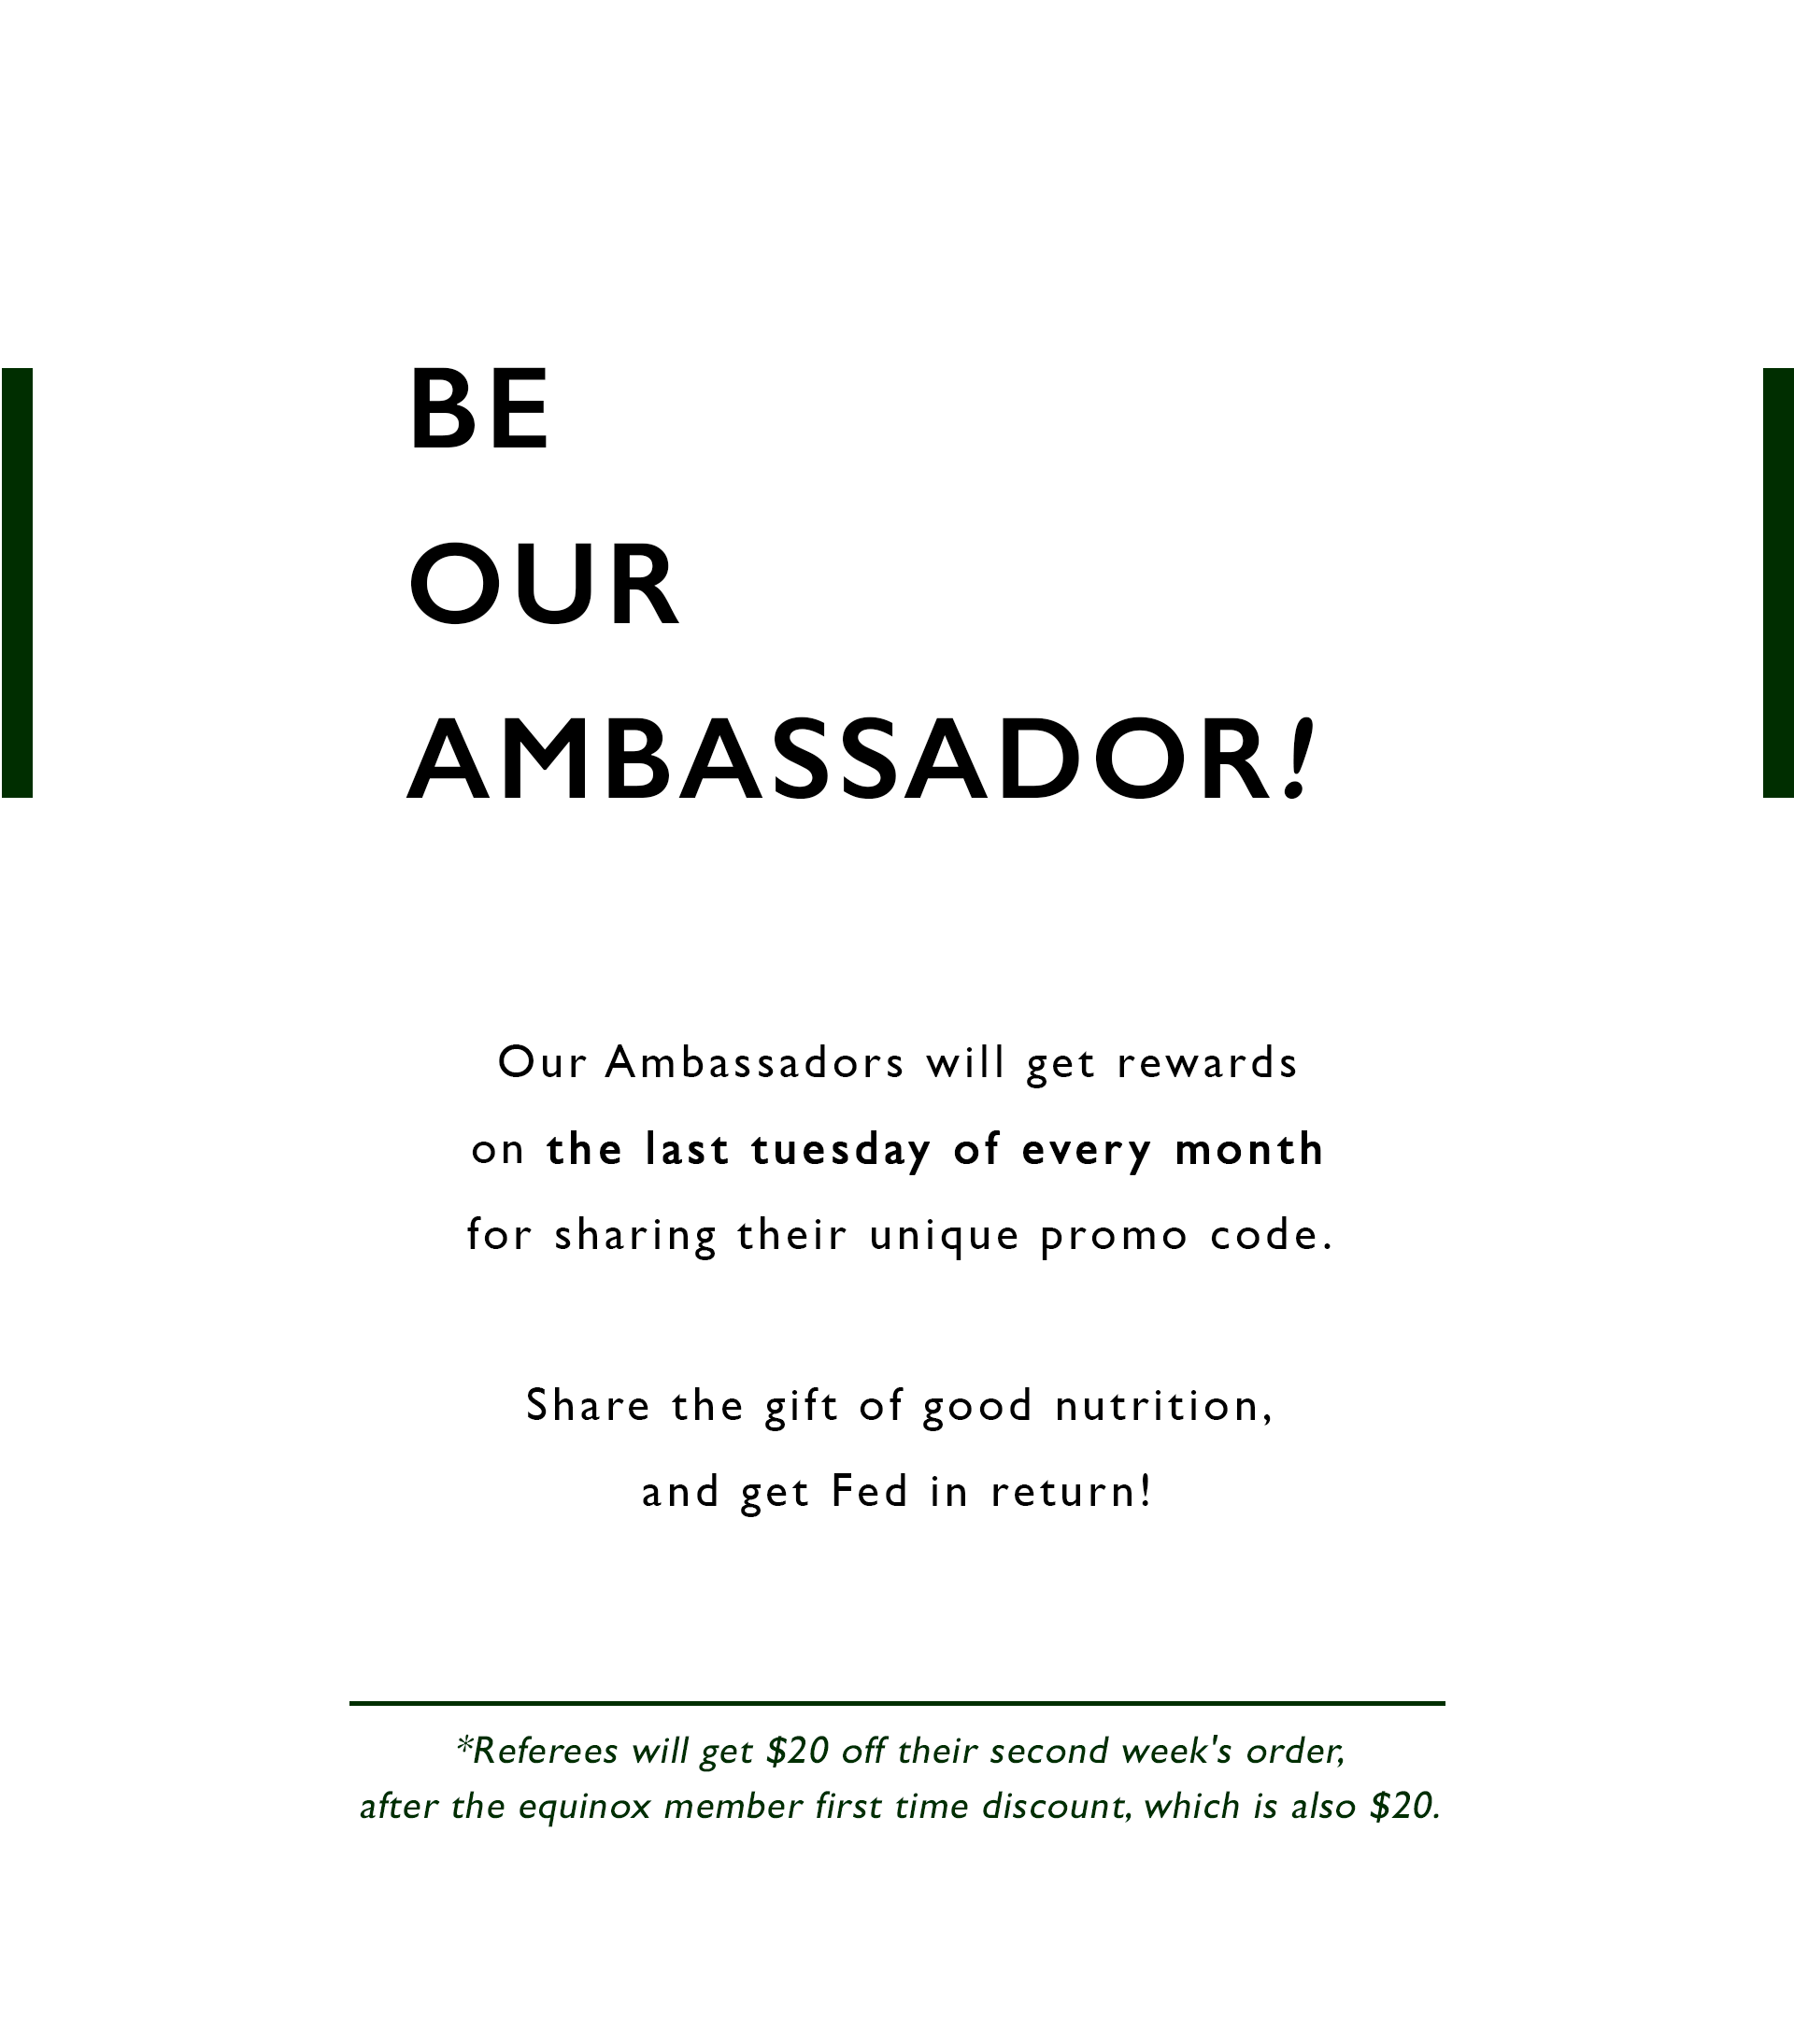 BE
OUR
AMBASSADOR!
Our Ambassadors will get rewards
on the last tuesday of every month
for sharing their unique promo code.
Share the gift of good nutrition,
and get Fed in return!
*Referees will get $20 off their second week's order,
after the equinox member first time discount, which is also $20.